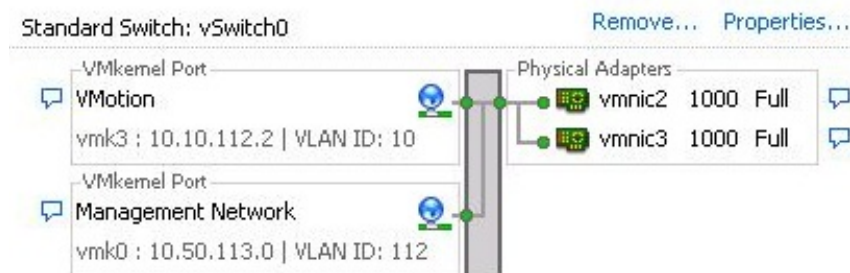 Standard Switch: vSwitch0 Remove... Properties...
VMkernel Port Physical Adapters
VMotion vmnic2 1000 Full
vmk3 : 10.10.112.2 | VLAN ID: 10 vmnic3 1000 Full
VMkernel Port
Management Network
vmk0 : 10.50.113.0 | VLAN ID: 112